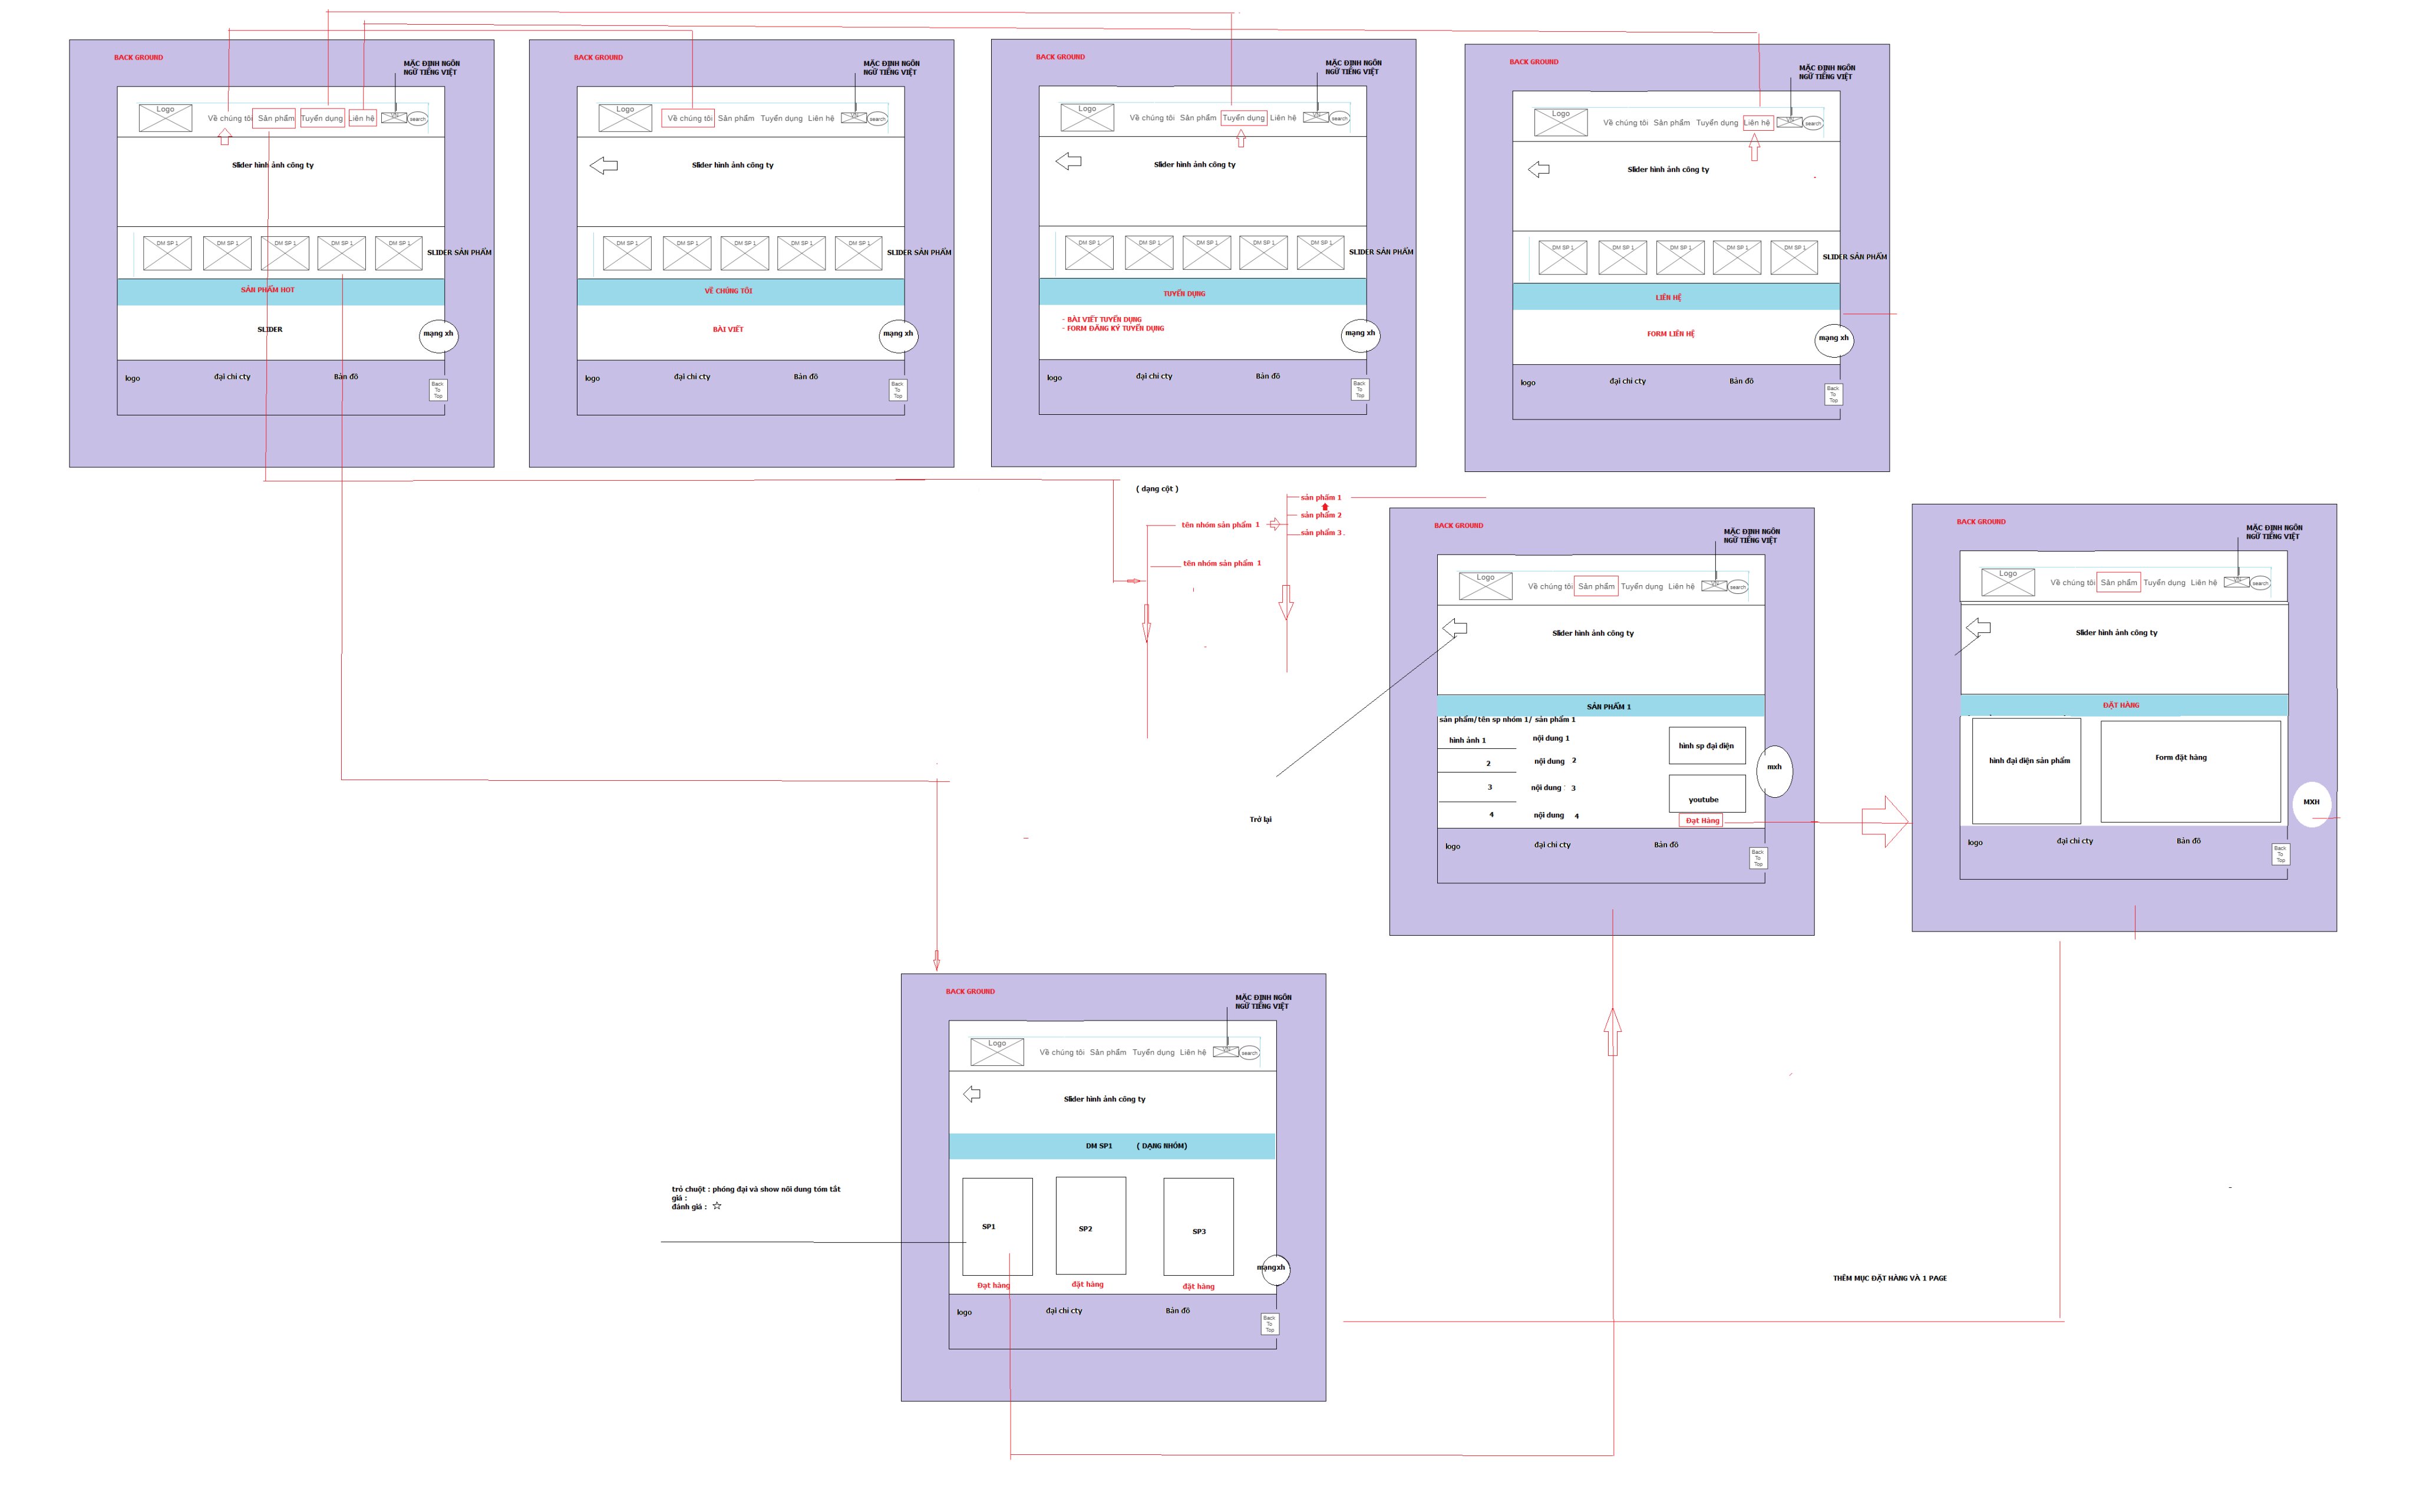 BACK GROUND
MẶC ĐỊNH NGÔN
NGỮ TIẾNG VIỆT
Logo
Về chúng tôi
Sản phẩm
Tuyển dụng
Liên hệ
search
Slider hình ảnh công ty
DM SP 1
DM SP 1
DM SP 1
DM SP 1
DM SP 1
SLIDER SẢN PHẨM
SẢN PHẨM HOT
SLIDER
mạng xh
logo
đại chỉ cty
Bản đồ
Back
To
Top
BACK GROUND
MẶC ĐỊNH NGÔN
NGỮ TIẾNG VIỆT
Logo
Về chúng tôi
Sản phẩm
Tuyển dụng
Liên hệ
search
Slider hình ảnh công ty
DM SP 1
DM SP 1
DM SP 1
DM SP 1
DM SP 1
SLIDER SẢN PHẨM
VỀ CHÚNG TÔI
BÀI VIẾT
mạng xh
logo
đại chỉ cty
Bản đồ
Back
To
Top
BACK GROUND
MẶC ĐỊNH NGÔN
NGỮ TIẾNG VIỆT
Logo
Về chúng tôi
Sản phẩm
Tuyển dụng
Liên hệ
search
Slider hình ảnh công ty
DM SP 1
DM SP 1
DM SP 1
DM SP 1
DM SP 1
SLIDER SẢN PHẨM
TUYỂN DỤNG
- BÀI VIẾT TUYỂN DỤNG
- FORM ĐĂNG KÝ TUYỂN DỤNG
mạng xh
logo
đại chỉ cty
Bản đồ
Back
To
Top
BACK GROUND
MẶC ĐỊNH NGÔN
NGỮ TIẾNG VIỆT
Logo
Về chúng tôi
Sản phẩm
Tuyển dụng
Liên hệ
search
Slider hình ảnh công ty
DM SP 1
DM SP 1
DM SP 1
DM SP 1
DM SP 1
SLIDER SẢN PHẨM
LIÊN HỆ
FORM LIÊN HỆ
mạng xh
logo
đại chỉ cty
Bản đồ
Back
To
Top
( dạng cột )
tên nhóm sản phẩm 1
tên nhóm sản phẩm 1
sản phẩm 1
sản phẩm 2
sản phẩm 3 .
Trở lại
BACK GROUND
MẶC ĐỊNH NGÔN
NGỮ TIẾNG VIỆT
Logo
Về chúng tôi
Sản phẩm
Tuyển dụng
Liên hệ
search
Slider hình ảnh công ty
SẢN PHẨM 1
sản phẩm/tên sp nhóm 1/ sản phẩm 1
hình ảnh 1
nội dung 1
2
nội dung 2
3
nội dung 3
4
nội dung 4
hình sp đại diện
youtube
Đạt Hàng
mxh
logo
đại chỉ cty
Bản đồ
Back
To
Top
BACK GROUND
MẶC ĐỊNH NGÔN
NGỮ TIẾNG VIỆT
Logo
Về chúng tôi
Sản phẩm
Tuyển dụng
Liên hệ
search
Slider hình ảnh công ty
ĐẶT HÀNG
hình đại diện sản phẩm
Form đặt hàng
MXH
logo
đại chỉ cty
Bản đồ
Back
To
Top
BACK GROUND
MẶC ĐỊNH NGÔN
NGỮ TIẾNG VIỆT
Logo
Về chúng tôi
Sản phẩm
Tuyển dụng
Liên hệ
search
Slider hình ảnh công ty
DM SP1 ( DẠNG NHÓM)
trỏ chuột : phóng đại và show nôi dung tóm tắt
giá :
đánh giá :
SP1
SP2
SP3
Đạt hàng
đặt hàng
đặt hàng
mạngxh
logo
đại chỉ cty
Bản đồ
Back
To
Top
THÊM MỤC ĐẶT HÀNG VÀ 1 PAGE